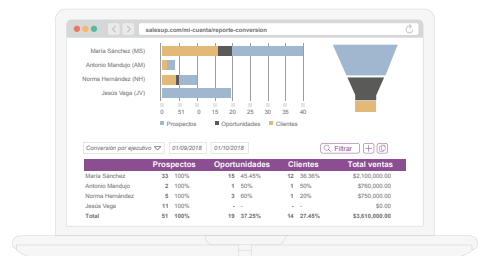 salesup.com/mi-cuenta/reporte-conversion
María Sánchez (MS)
Antonio Mandujo (AM)
Norma Hernández (NH)
Jesús Vega (JV)
0 51 0 15 20 25 30 35 40
Prospectos Oportunidades Clientes
Conversión por ejecutivo 01/09/2018 01/10/2018 Filtrar
Prospectos Oportunidades Clientes Total ventas
María Sánchez 33 100% 15 45.45% 12 36.36% $2,100,000.00
Antonio Mandujo 2 100% 1 50% 1 50% $760,000.00
Norma Hernández 5 100% 3 60% 1 20% $750,000.00
Jesús Vega 11 100% - - - - $0.00
Total 51 100% 19 37.25% 14 27.45% $3,610,000.00